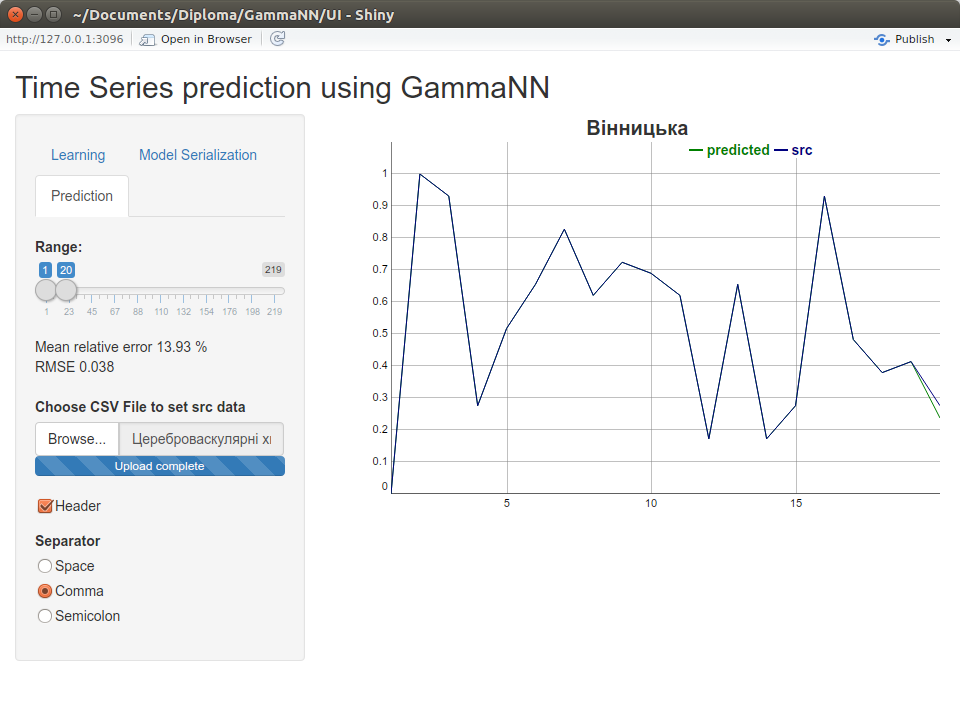 ~/Documents/Diploma/GammaNN/UI - Shiny
http://127.0.0.1:3096 Open in Browser Publish
Time Series prediction using GammaNN
Learning Model Serialization
Prediction
Range:
1 20 219
1 23 45 67 88 110 132 154 176 198 219
Mean relative error 13.93 %
RMSE 0.038
Choose CSV File to set src data
Browse... Цереброваскулярні хı
Upload complete
Header
Separator
Space
Comma
Semicolon
Вінницька
predicted src
1
0.9
0.8
0.7
0.6
0.5
0.4
0.3
0.2
0.1
0
5 10 15